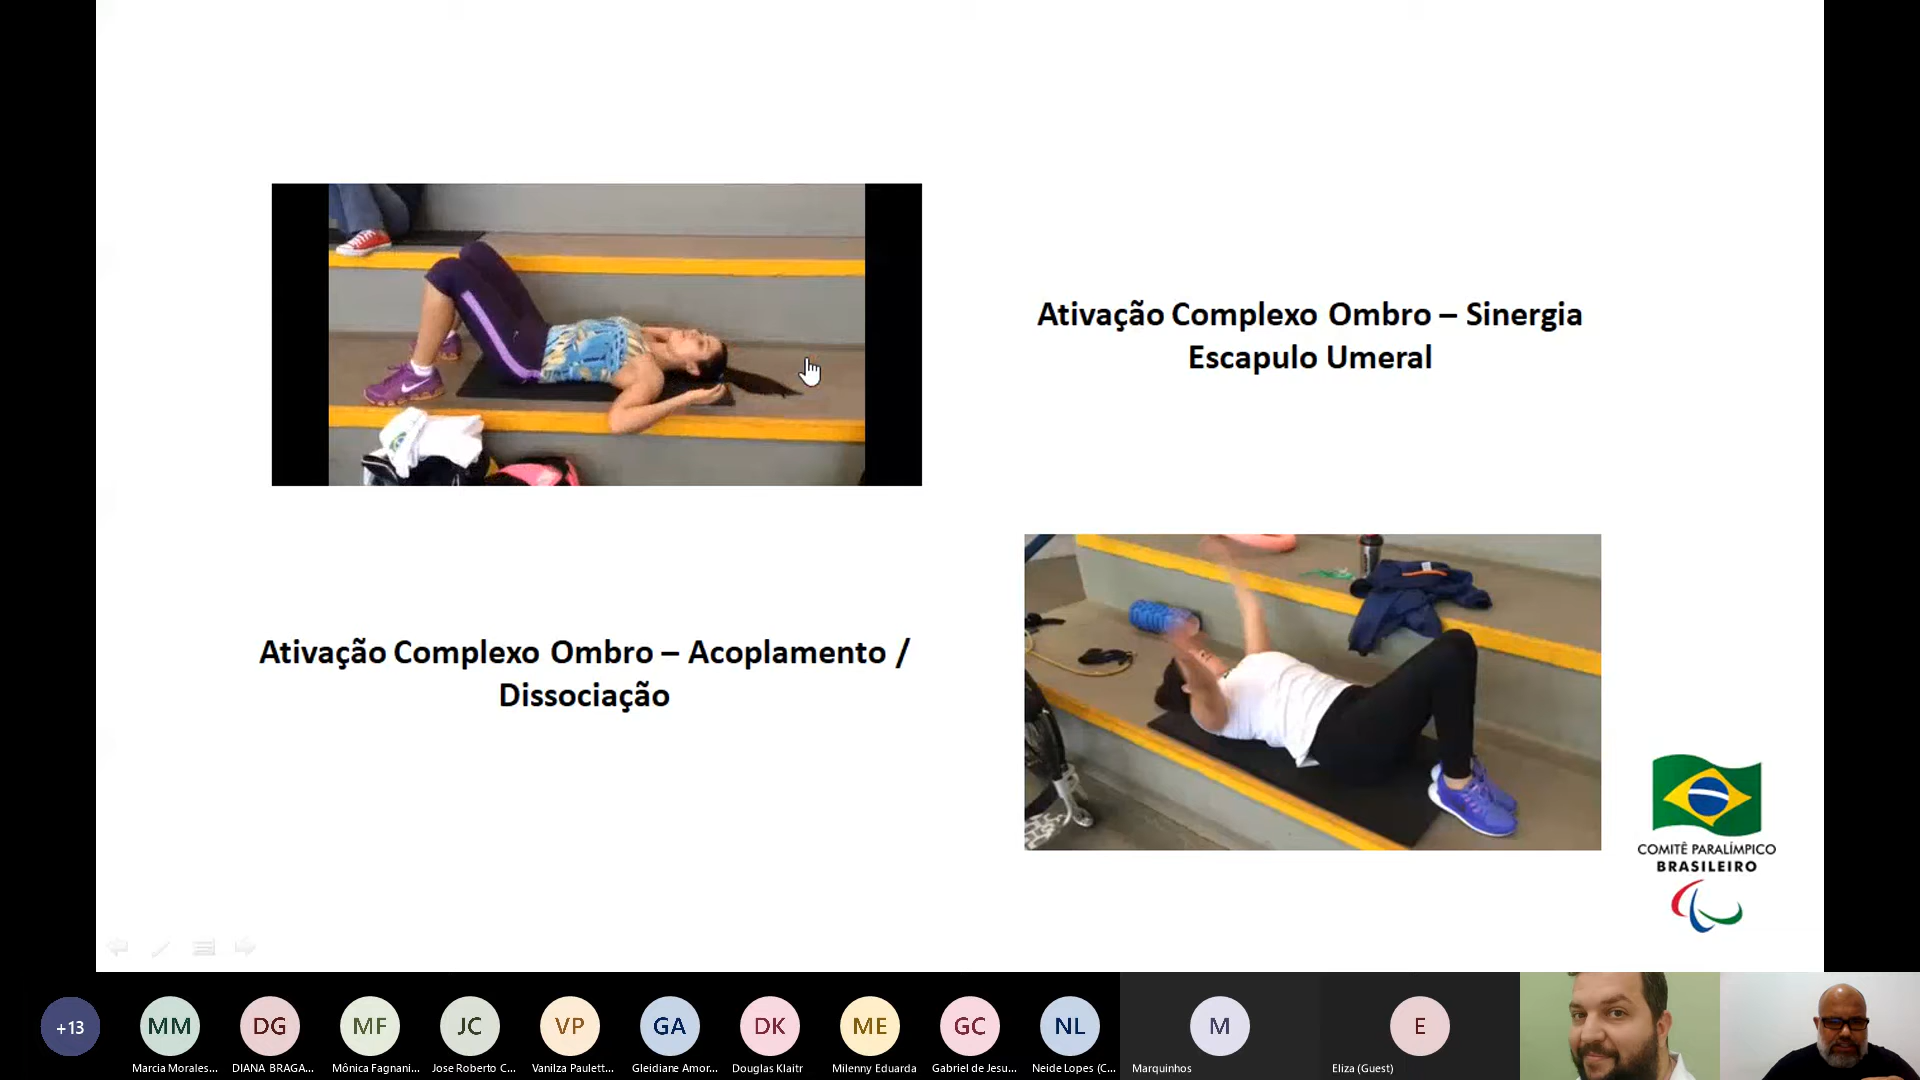 Ativação Complexo Ombro – Sinergia
Escapulo Umeral
Ativação Complexo Ombro – Acoplamento /
Dissociação
COMITÊ PARALÍMPICO
BRASILEIRO
+13
MM
DG
MF
JC
VP
GA
DK
ME
GC
NL
M
E
Marcia Morales...
DIANA BRAGA...
Mônica Fagnani...
Jose Roberto C...
Vanilza Paulett...
Gleidiane Amor...
Douglas Klaitr
Milenny Eduarda
Gabriel de Jesu...
Neide Lopes (C...
Marquinhos
Eliza (Guest)